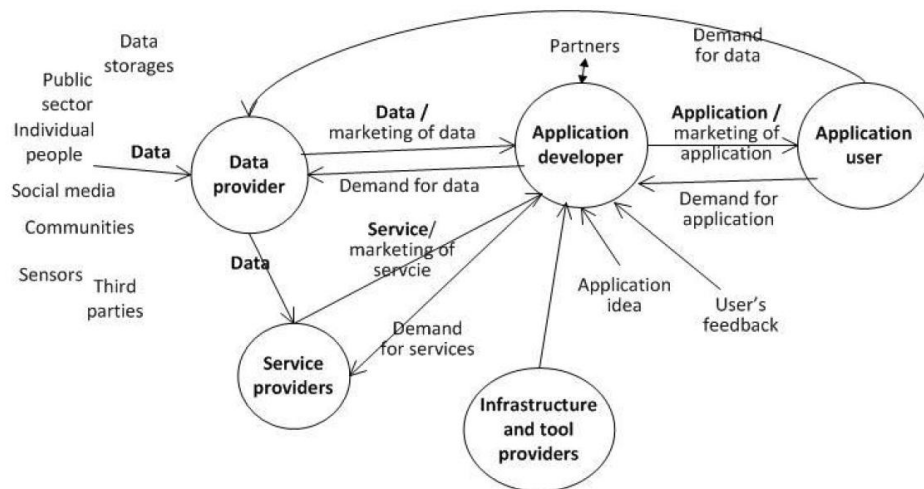 Data
storages
Public
sector
Individual
people
Social media
Communities
Sensors
Third
parties
Data
Data
provider
Data /
marketing of data
Demand for data
Partners
Application
developer
Demand
for data
Application /
marketing of
application
Demand for
application
Application
user
Data
Service/
marketing of
servcie
Demand
for services
Service
providers
Application
idea
User's
feedback
Infrastructure
and tool
providers